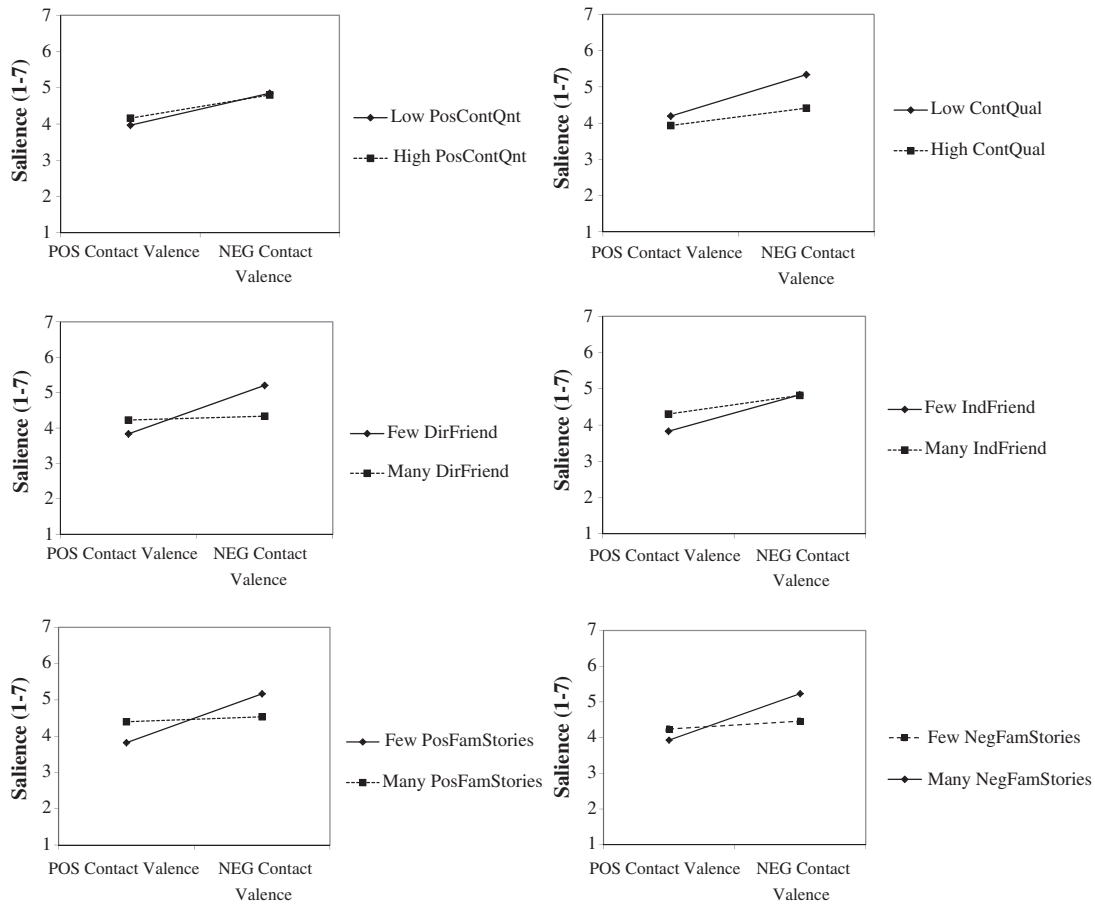 7
6
5
4
3
2
1
Salience (1-7)
POS Contact Valence
NEG Contact
Valence
Low PosContQnt
High PosContQnt
7
6
5
4
3
2
1
Salience (1-7)
POS Contact Valence
NEG Contact
Valence
Low ContQual
High ContQual
7
6
5
4
3
2
1
Salience (1-7)
POS Contact Valence
NEG Contact
Valence
Few DirFriend
Many DirFriend
7
6
5
4
3
2
1
Salience (1-7)
POS Contact Valence
NEG Contact
Valence
Few IndFriend
Many IndFriend
7
6
5
4
3
2
1
Salience (1-7)
POS Contact Valence
NEG Contact
Valence
Few PosFamStories
Many PosFamStories
7
6
5
4
3
2
1
Salience (1-7)
POS Contact Valence
NEG Contact
Valence
Few NegFamStories
Many NegFamStories